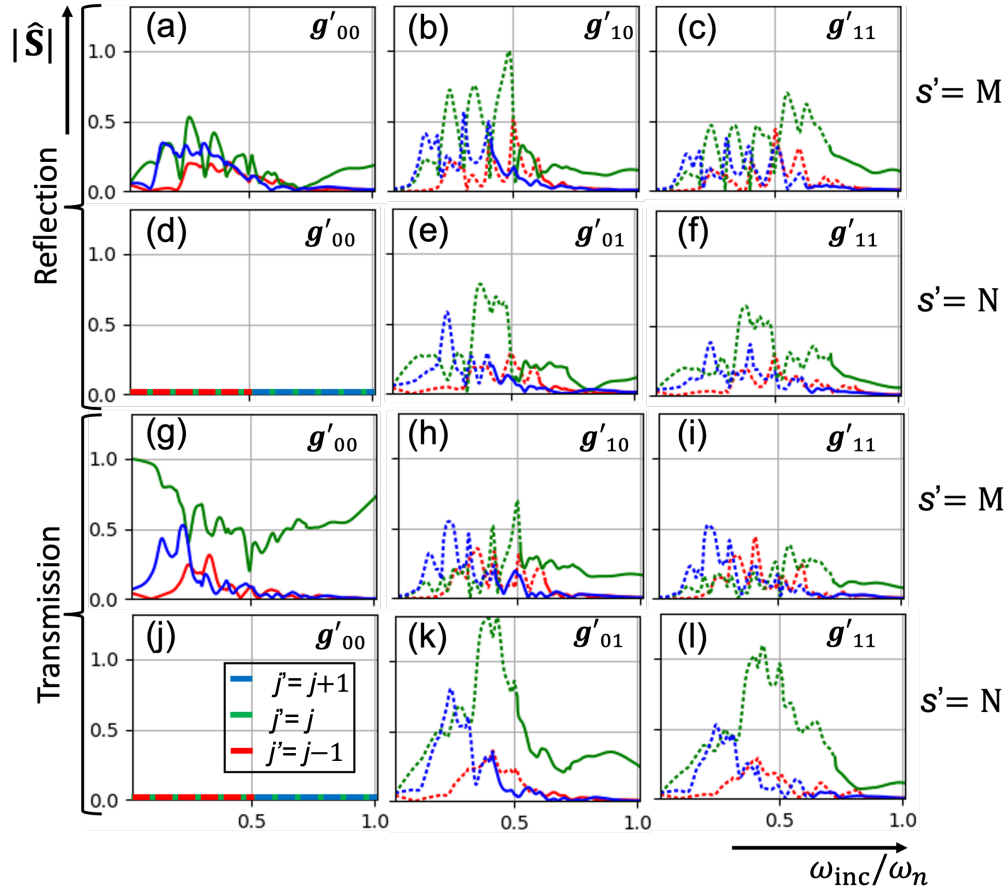 |Ŝ|
Reflection
Transmission
(a) g′00
(b) g′10
(c) g′11
1.0
0.5
0.0
s'= M
(d) g′00
(e) g′01
(f) g′11
1.0
0.5
0.0
s'= N
(g) g′00
(h) g′10
(i) g′11
1.0
0.5
0.0
s'= M
(j) g′00
(k) g′01
(l) g′11
1.0
0.5
0.0
s'= N
j'= j+1
j'= j
j'= j−1
0.5 1.0 0.5 1.0 0.5 1.0
ωinc/ωn